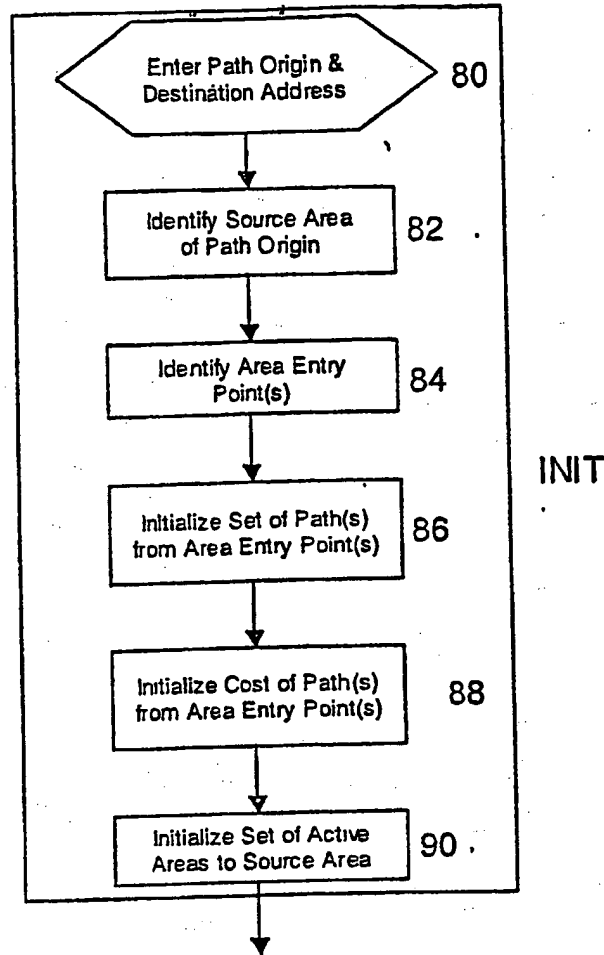 Enter Path Origin &
Destination Address
80
Identify Source Area
of Path Origin
82
Identify Area Entry
Point(s)
84
INIT
Initialize Set of Path(s)
from Area Entry Point(s)
86
Initialize Cost of Path(s)
from Area Entry Point(s)
88
Initialize Set of Active
Areas to Source Area
90